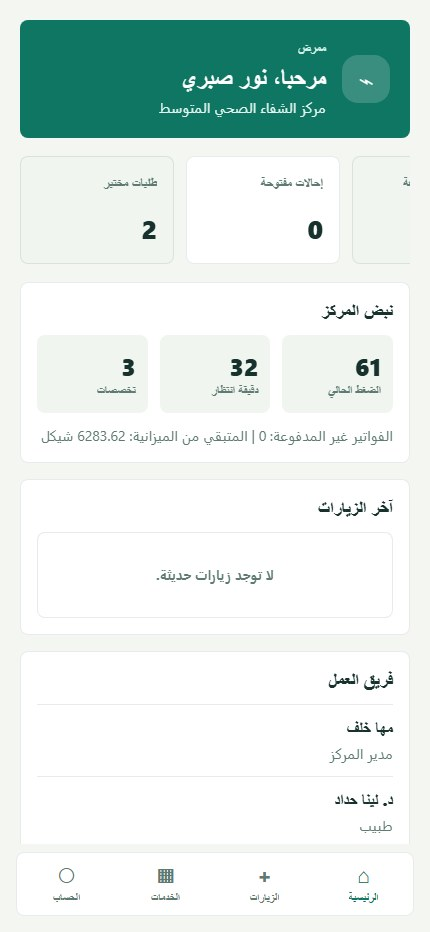 ممرض
مرحبا، نور صبري
مركز الشفاء الصحي المتوسط
إحالات مفتوحة
0
طلبات مختبر
2
نبض المركز
61
الضغط الحالي
32
دقيقة انتظار
3
تخصصات
الفواتير غير المدفوعة: 0 | المتبقي من الميزانية: 6283.62 شيكل
آخر الزيارات
لا توجد زيارات حديثة.
فريق العمل
مها خلف
مدير المركز
د. لينا حداد
طبيب
الرئيسية
الزيارات
الخدمات
الحساب